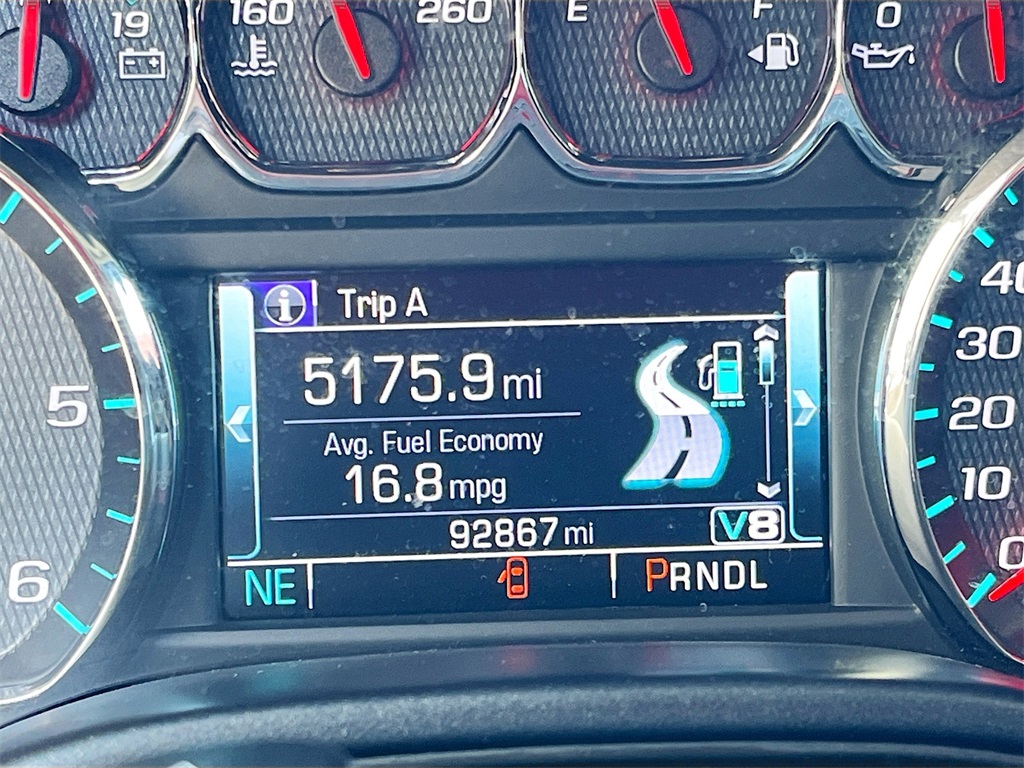 19 160 260 E F 0
Trip A
5175.9 mi
Avg. Fuel Economy
16.8 mpg
92867 mi V8
NE PRNDL
5
6
40
30
20
10
0